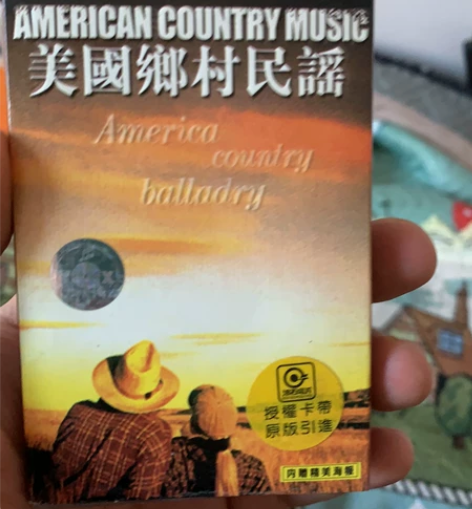 AMERICAN COUNTRY MUSIC
美國鄉村民謠
America
country
balladry
授權卡帶
原版引進
内贈精美海報